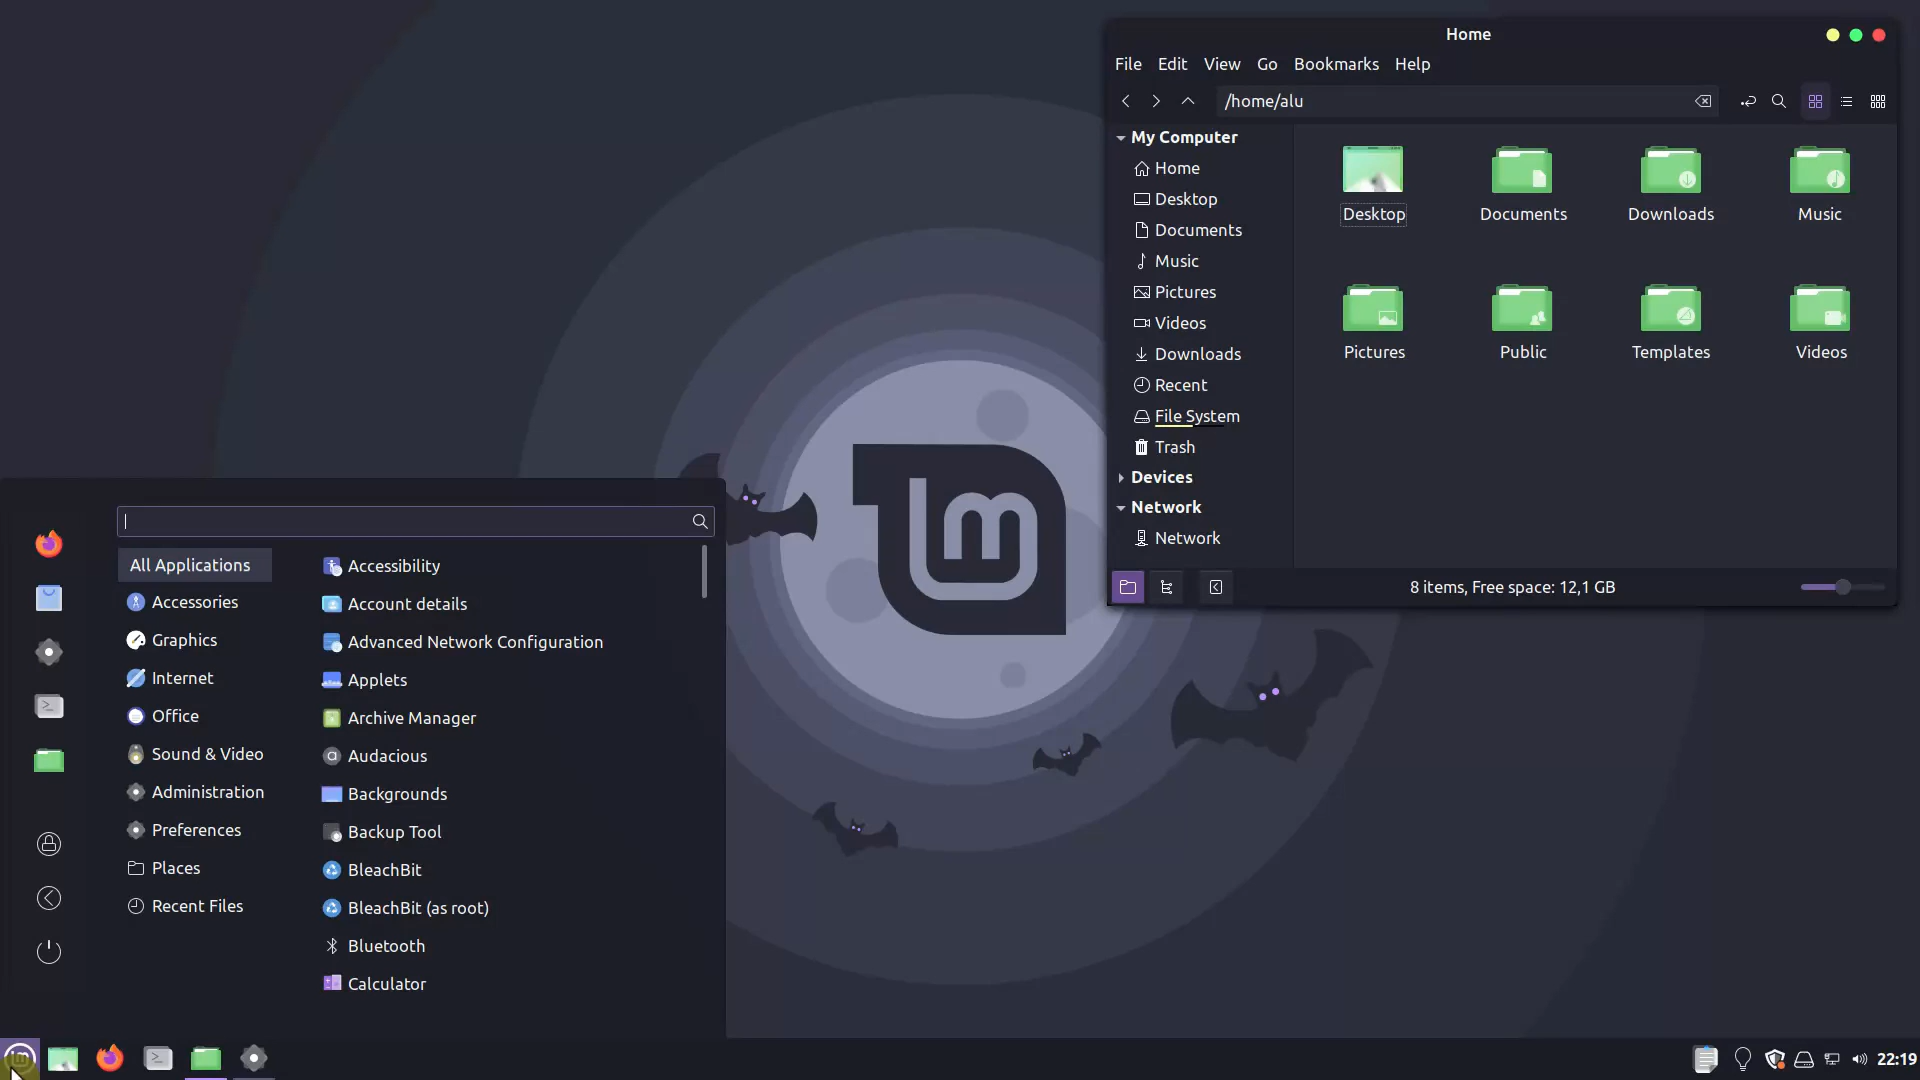 Home
File Edit View Go Bookmarks Help
/home/alu
My Computer
Home
Desktop
Documents
Music
Pictures
Videos
Downloads
Recent
File System
Trash
Devices
Network
Network
Desktop Documents Downloads Music
Pictures Public Templates Videos
8 items, Free space: 12,1 GB
All Applications
Accessories
Graphics
Internet
Office
Sound & Video
Administration
Preferences
Places
Recent Files
Accessibility
Account details
Advanced Network Configuration
Applets
Archive Manager
Audacious
Backgrounds
Backup Tool
BleachBit
BleachBit (as root)
Bluetooth
Calculator
22:19